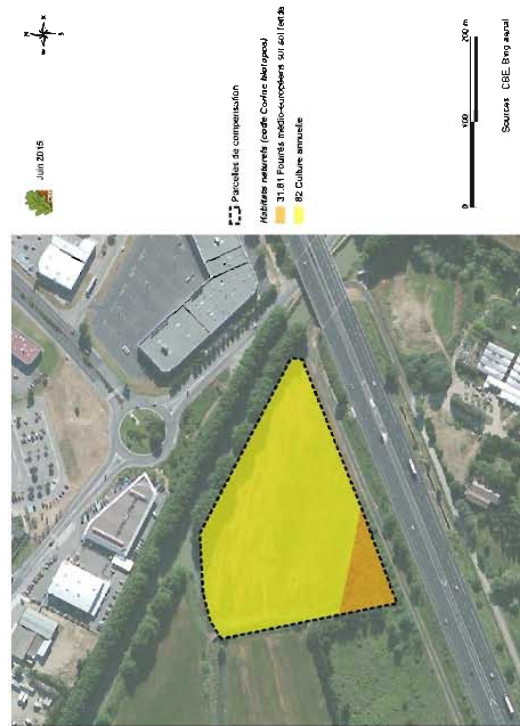 Juin 2015
N
Parcelles de compensation
Habitats naturels (code Corine biotopes)
31.81 Fourrés médio-européens sur sol fertile
82 Culture annuelle
0 100 200 m
Sources : CBE, Bing aerial